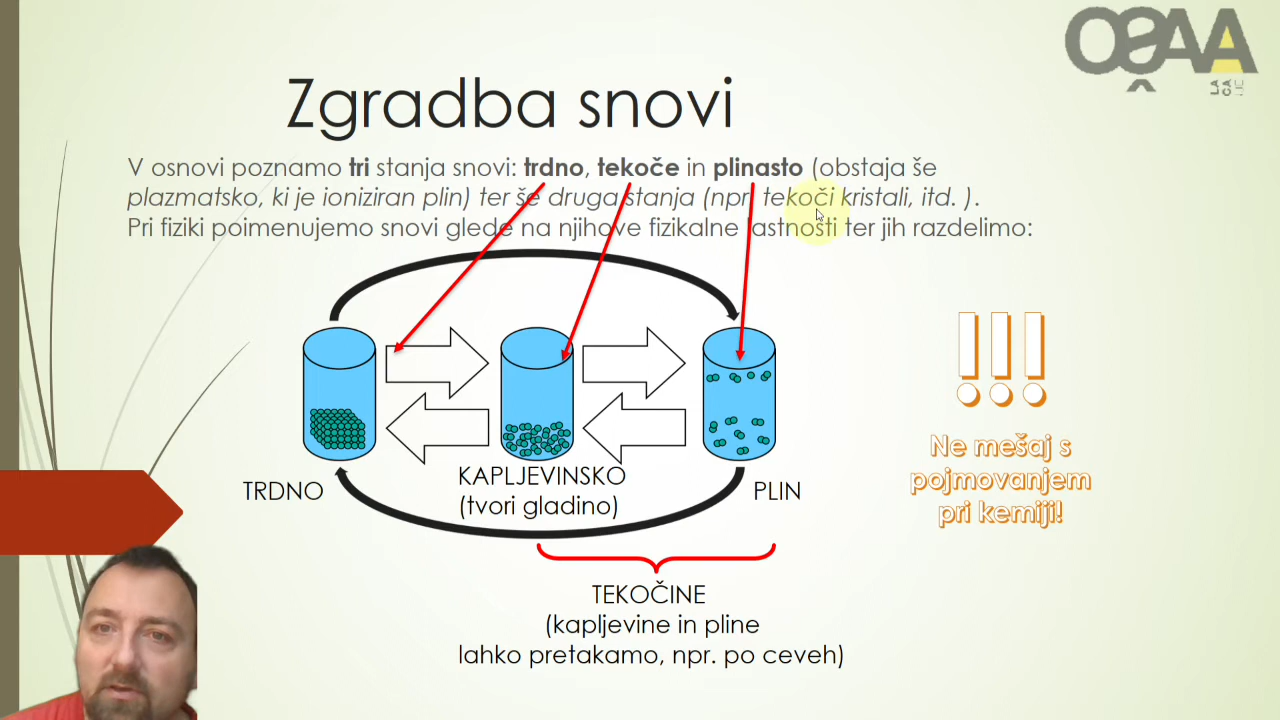 Zgradba snovi
V osnovi poznamo tri stanja snovi: trdno, tekoče in plinasto (obstaja še
plazmatsko, ki je ioniziran plin) ter še druga stanja (npr. tekoči kristali, itd. ).
Pri fiziki poimenujemo snovi glede na njihove fizikalne lastnosti ter jih razdelimo:
!!!
Ne mešaj s
pojmovanjem
pri kemiji!
TRDNO
KAPLJEVINSKO
(tvori gladino)
PLIN
TEKOČINE
(kapljevine in pline
lahko pretakamo, npr. po ceveh)